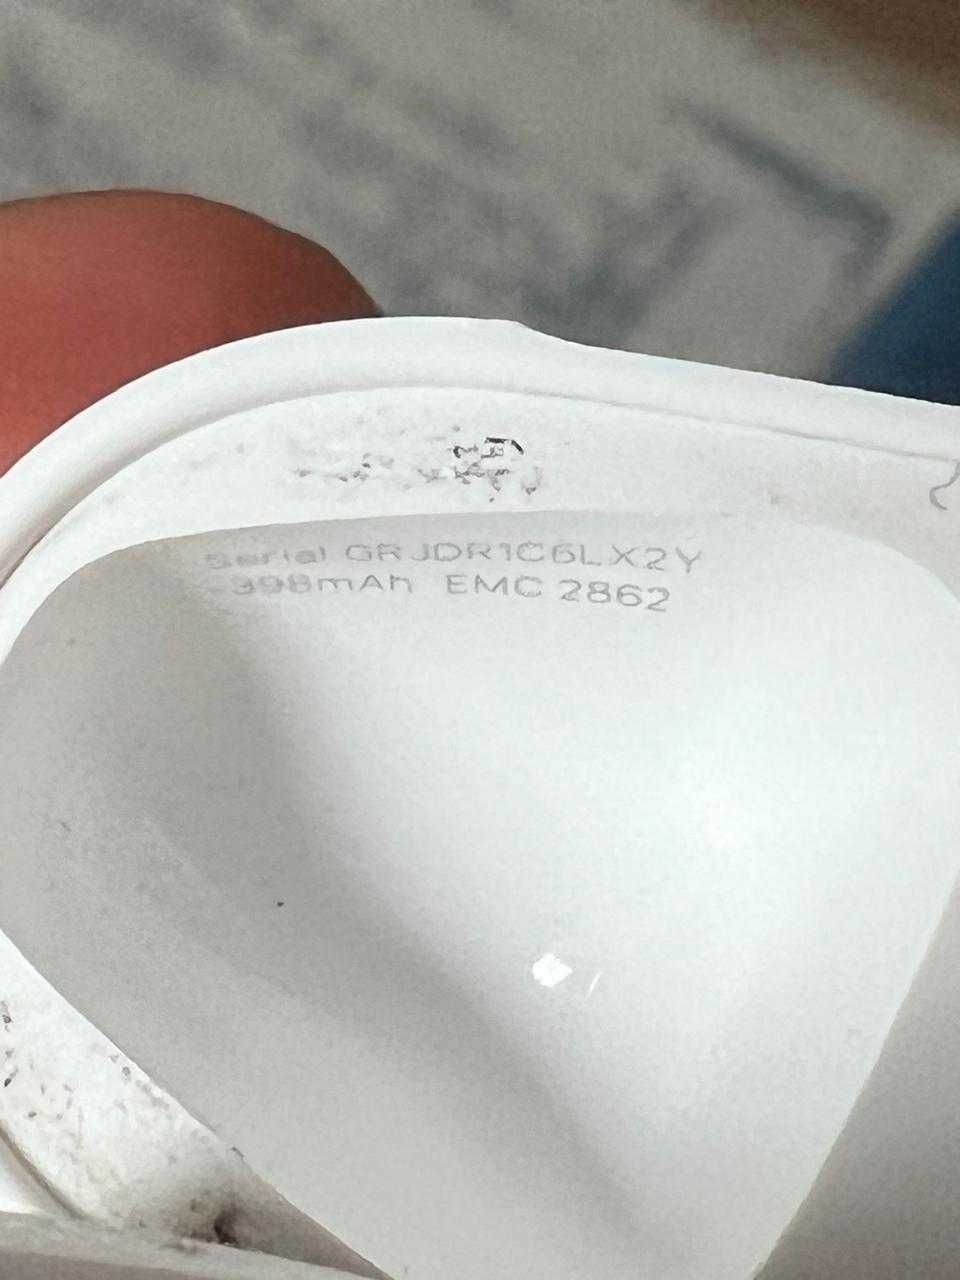 Serial GRJDR1C6LX2Y
398mAh EMC 2862